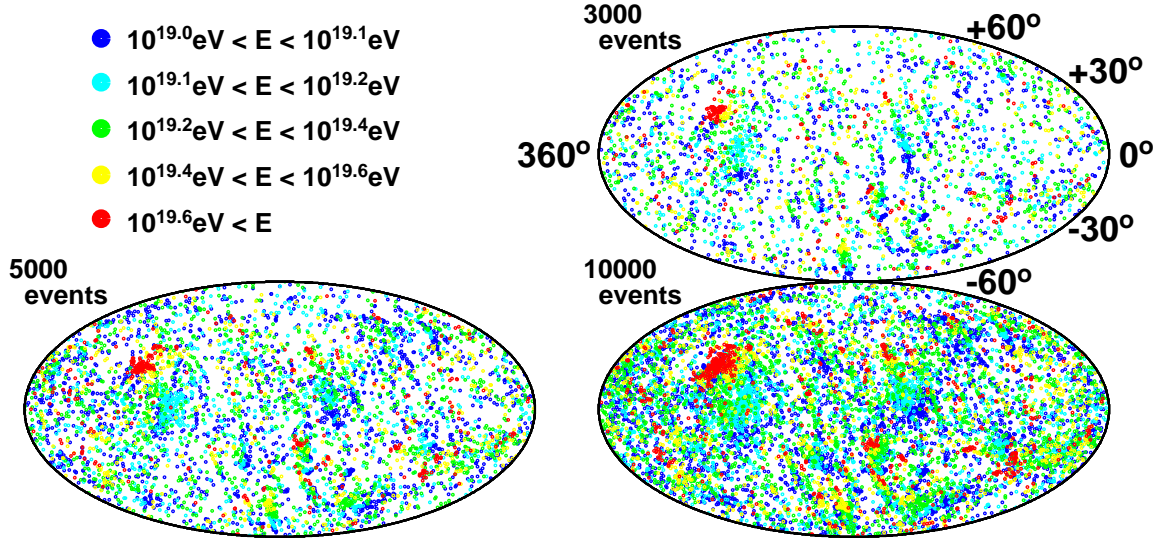 10^19.0eV < E < 10^19.1eV
10^19.1eV < E < 10^19.2eV
10^19.2eV < E < 10^19.4eV
10^19.4eV < E < 10^19.6eV
10^19.6eV < E
3000
events
+60°
+30°
360°
0°
-30°
-60°
5000
events
10000
events